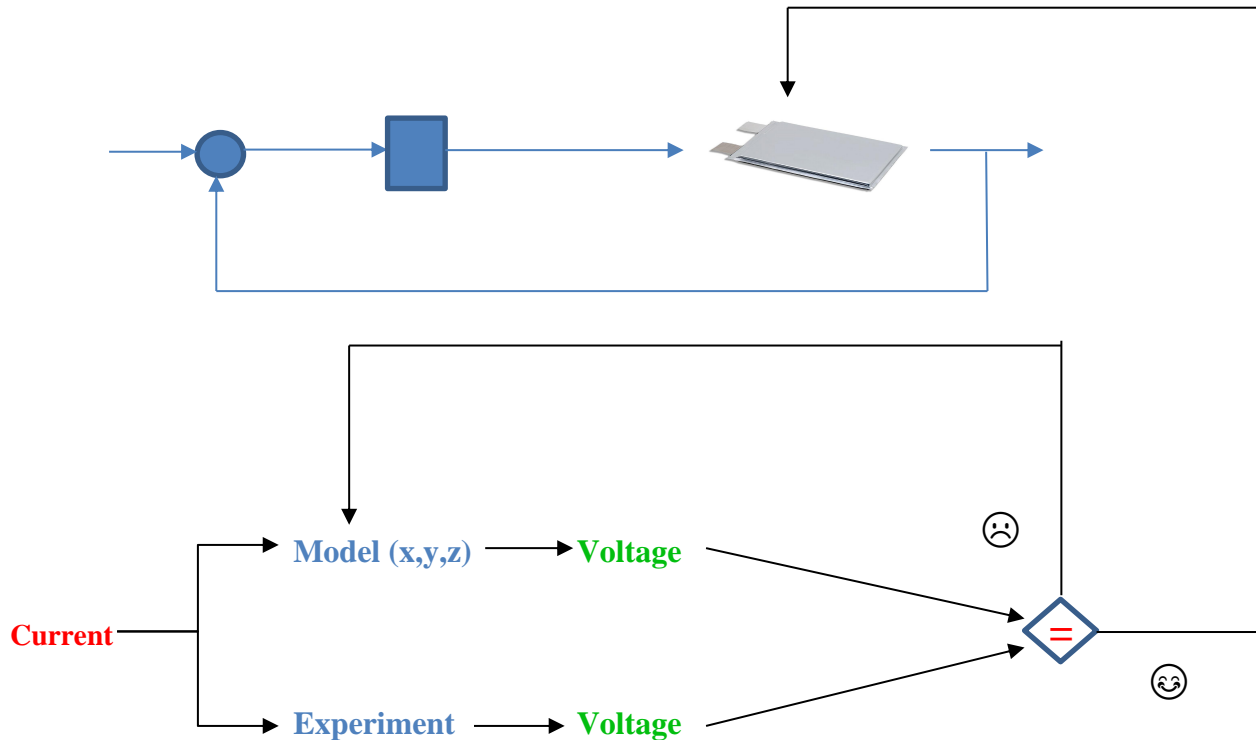 Model (x,y,z)
Voltage
Current
=
Experiment
Voltage